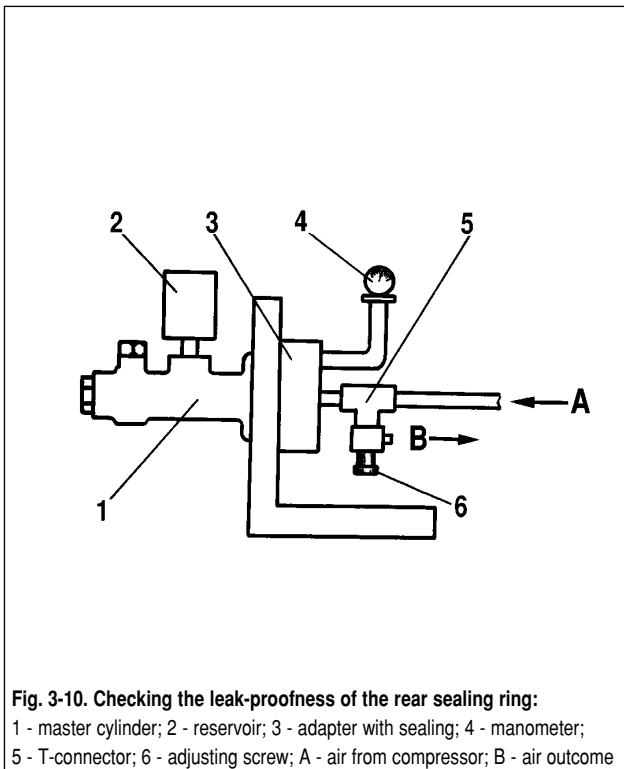 2
3
4
5
A
B
1
6
Fig. 3-10. Checking the leak-proofness of the rear sealing ring:
1 - master cylinder; 2 - reservoir; 3 - adapter with sealing; 4 - manometer;
5 - T-connector; 6 - adjusting screw; A - air from compressor; B - air outcome